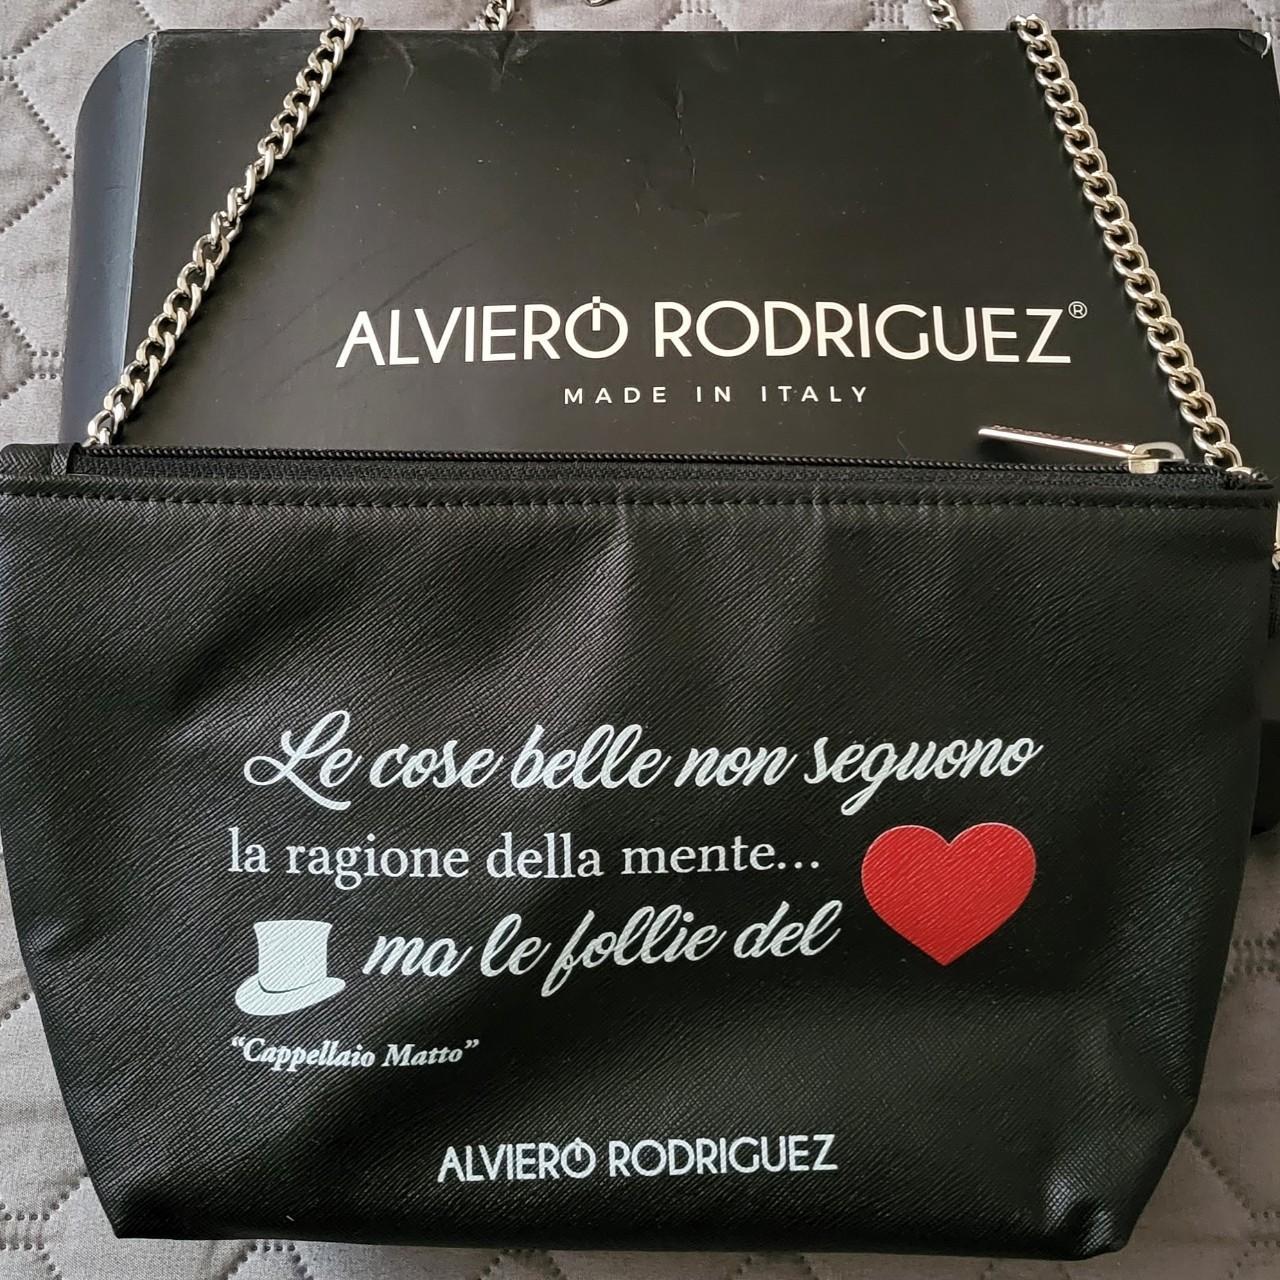 ALVIERO RODRIGUEZ®
MADE IN ITALY
Le cose belle non seguono
la ragione della mente...
ma le follie del
“Cappellaio Matto”
ALVIERO RODRIGUEZ